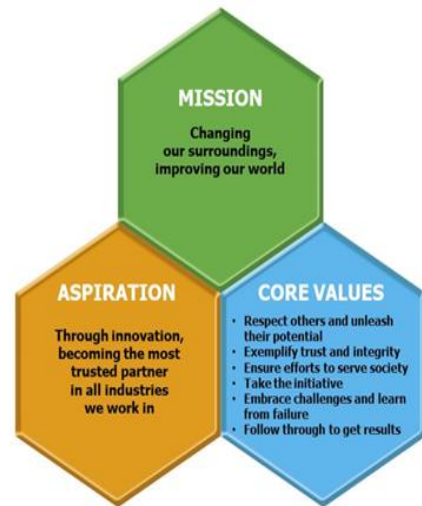 MISSION
Changing
our surroundings,
improving our world
ASPIRATION
Through innovation,
becoming the most
trusted partner
in all industries
we work in
CORE VALUES
• Respect others and unleash
their potential
• Exemplify trust and integrity
• Ensure efforts to serve society
• Take the initiative
• Embrace challenges and learn
from failure
• Follow through to get results